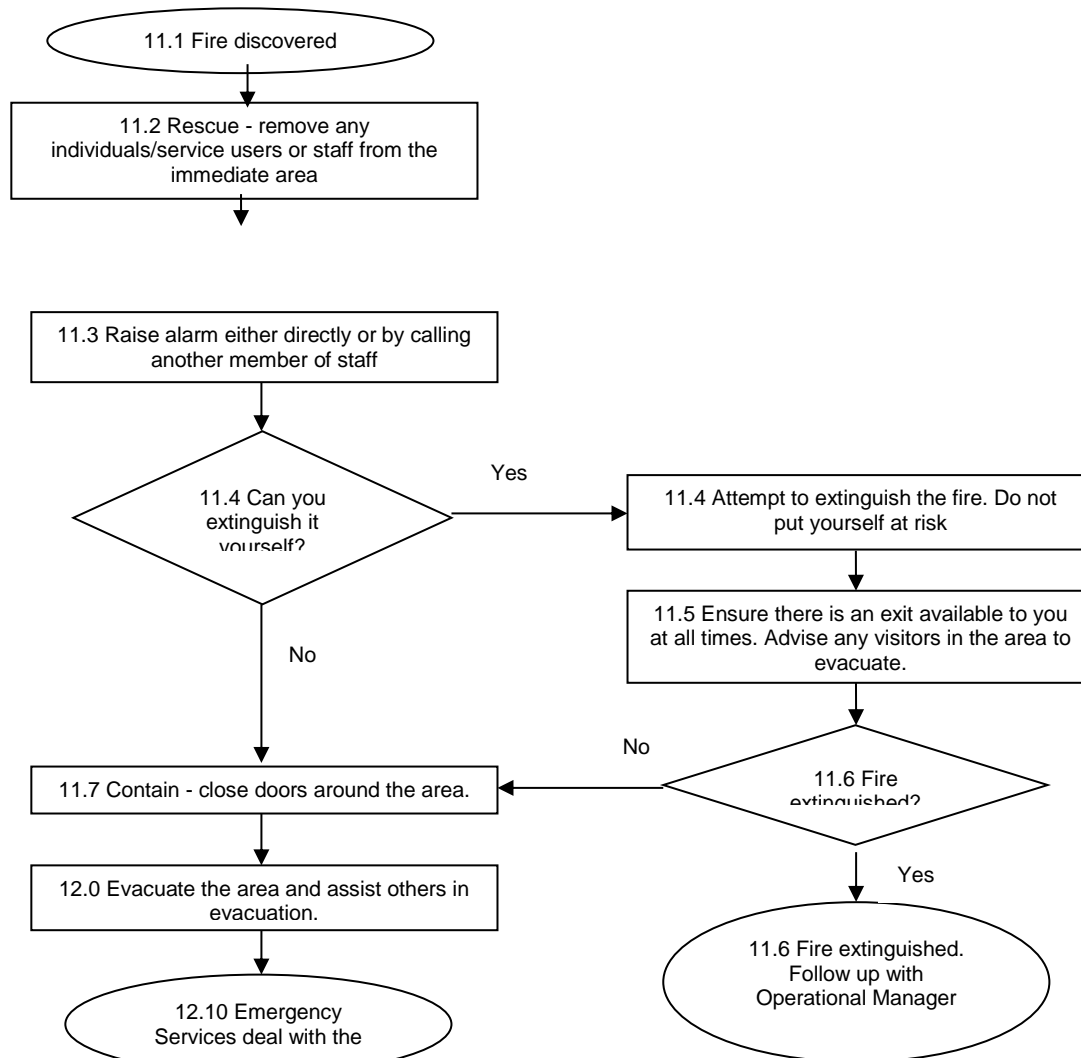 11.1 Fire discovered
11.2 Rescue - remove any
individuals/service users or staff from the
immediate area
11.3 Raise alarm either directly or by calling
another member of staff
11.4 Can you
extinguish it
yourself?
Yes
11.4 Attempt to extinguish the fire. Do not
put yourself at risk
11.5 Ensure there is an exit available to you
at all times. Advise any visitors in the area to
evacuate.
No
No
11.6 Fire
extinguished?
11.7 Contain - close doors around the area.
12.0 Evacuate the area and assist others in
evacuation.
Yes
11.6 Fire extinguished.
Follow up with
Operational Manager
12.10 Emergency
Services deal with the